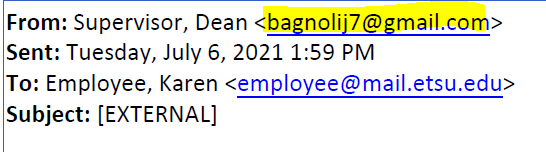 From: Supervisor, Dean <bagnolij7@gmail.com>
Sent: Tuesday, July 6, 2021 1:59 PM
To: Employee, Karen <employee@mail.etsu.edu>
Subject: [EXTERNAL]